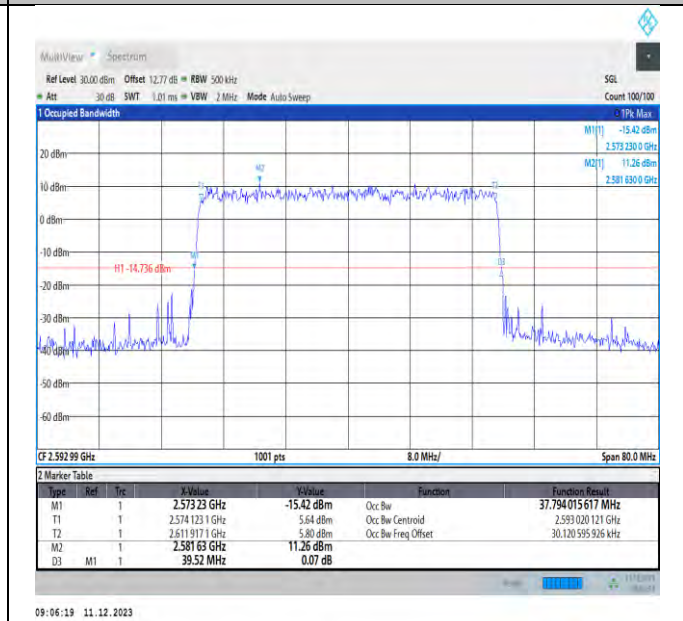 MultiView Spectrum
Ref Level 30.00 dBm Offset 12.77 dB RBW 500 kHz SGL
Att 30 dB SWT 1.01 ms VBW 2 MHz Mode Auto Sweep Count 100/100
1 Occupied Bandwidth 1Pk Max
M1[1] -15.42 dBm
2.573 230 0 GHz
M2[1] 11.26 dBm
2.581 630 0 GHz
20 dBm
M2
10 dBm
T1
T2
0 dBm
-10 dBm
M1
D3
H1 -14.736 dBm
-20 dBm
-30 dBm
-40 dBm
-50 dBm
-60 dBm
CF 2.592 99 GHz 1001 pts 8.0 MHz/ Span 80.0 MHz
2 Marker Table
Type Ref Trc X-Value Y-Value Function Function Result
M1 1 2.573 23 GHz -15.42 dBm Occ Bw 37.794 015 617 MHz
T1 1 2.574 123 1 GHz 5.64 dBm Occ Bw Centroid 2.593 020 121 GHz
T2 1 2.611 917 1 GHz 5.80 dBm Occ Bw Freq Offset 30.120 595 926 kHz
M2 1 2.581 63 GHz 11.26 dBm
D3 M1 1 39.52 MHz 0.07 dB
09:06:19 11.12.2023